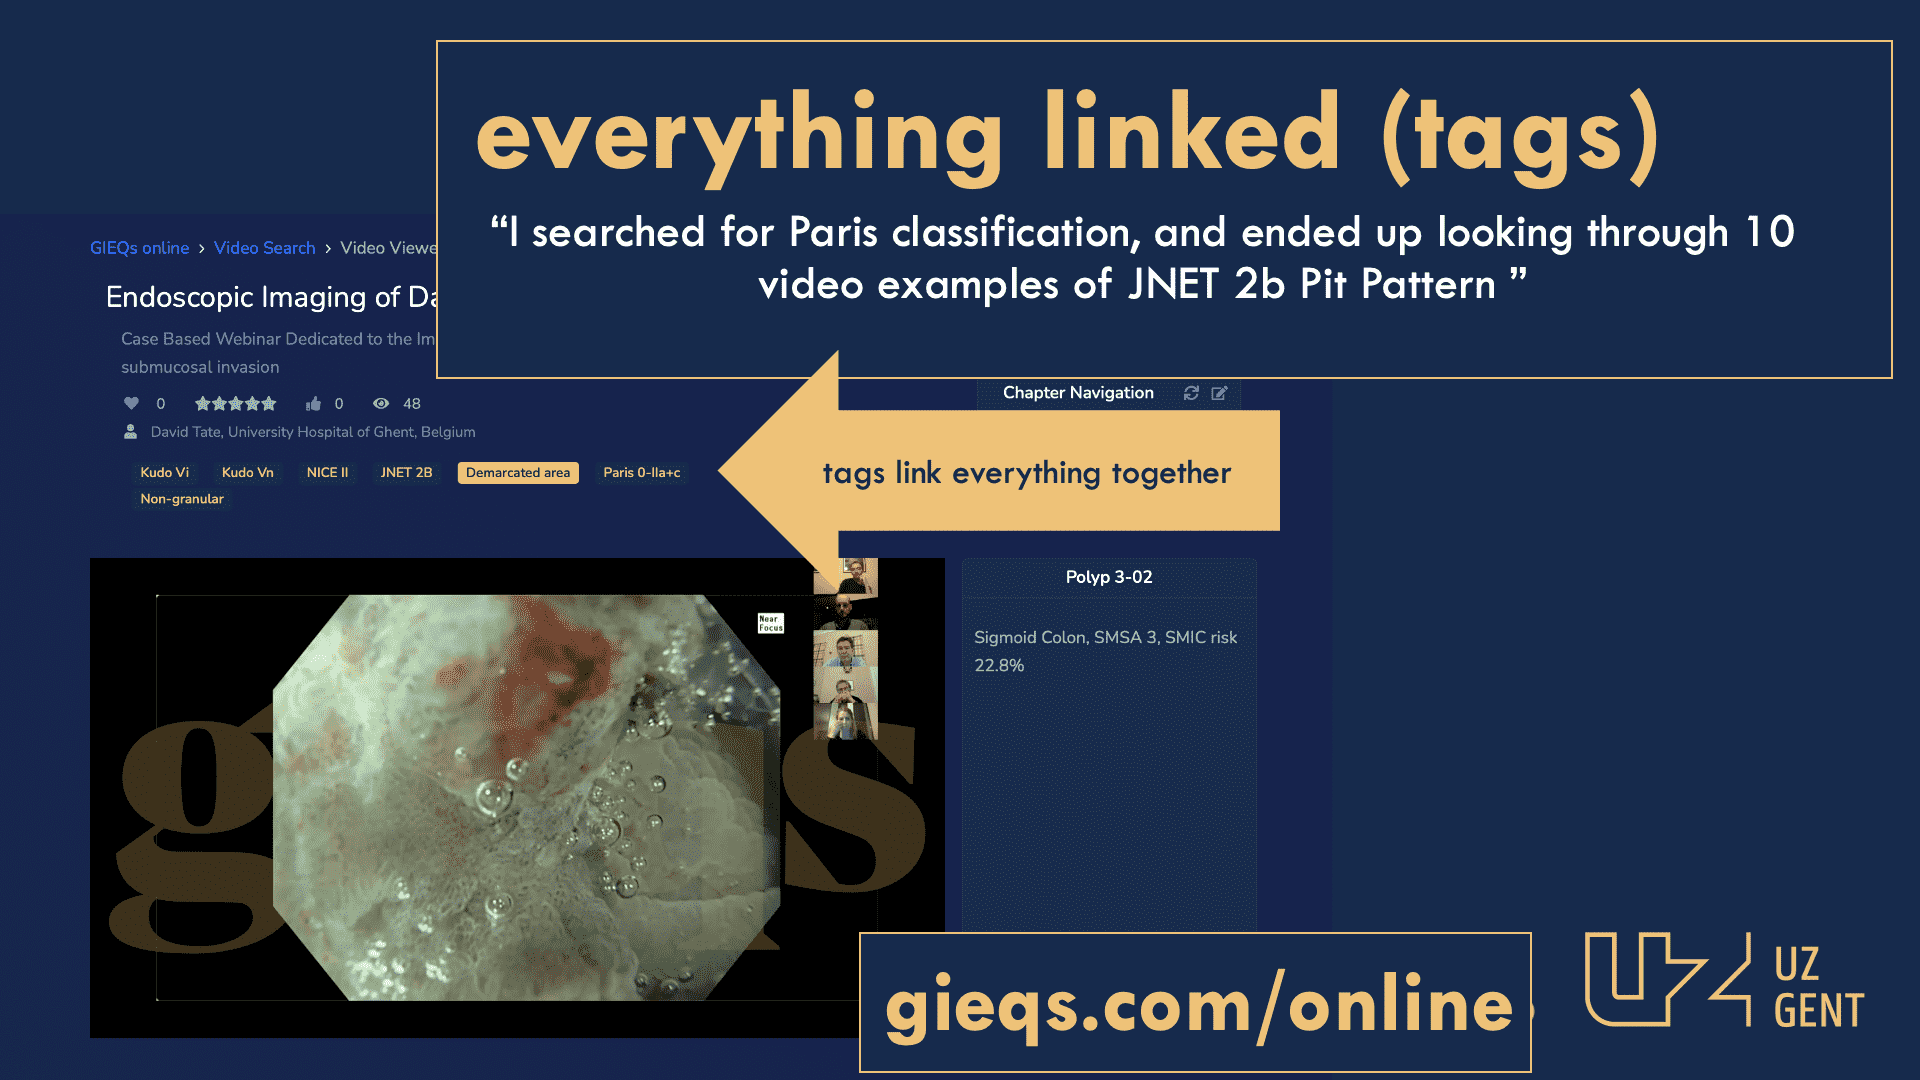 everything linked (tags)
“I searched for Paris classification, and ended up looking through 10
video examples of JNET 2b Pit Pattern ”
GIEQs online › Video Search › Video Viewe
Endoscopic Imaging of Da
Case Based Webinar Dedicated to the Im
submucosal invasion
0 0 48
David Tate, University Hospital of Ghent, Belgium
Kudo Vi Kudo Vn NICE II JNET 2B Demarcated area Paris 0-IIa+c
Non-granular
Chapter Navigation
tags link everything together
Near
Focus
g s
Polyp 3-02
Sigmoid Colon, SMSA 3, SMIC risk
22.8%
gieqs.com/online
UZ
GENT